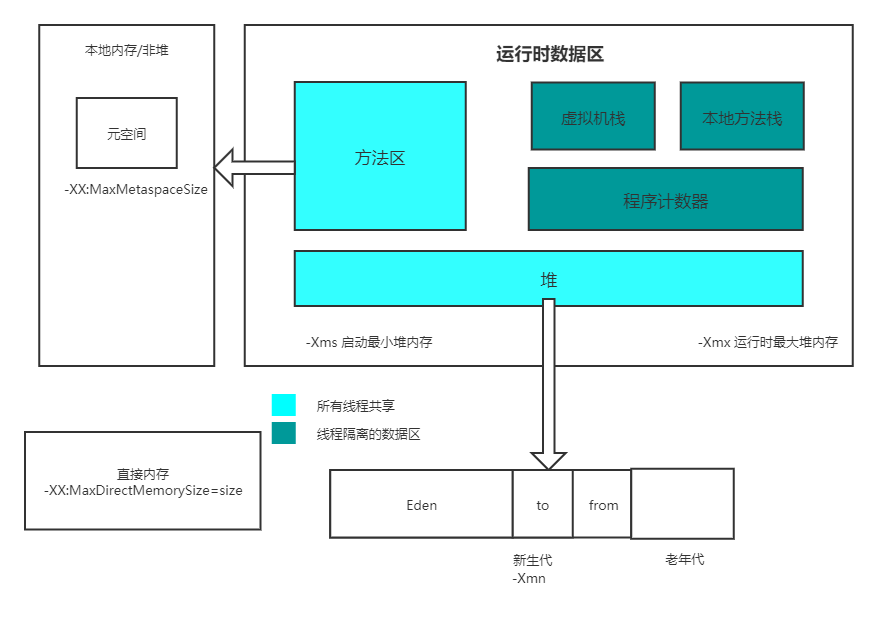 本地内存/非堆
元空间
-XX:MaxMetaspaceSize
运行时数据区
方法区
虚拟机栈
本地方法栈
程序计数器
堆
-Xms 启动最小堆内存
-Xmx 运行时最大堆内存
所有线程共享
线程隔离的数据区
直接内存
-XX:MaxDirectMemorySize=size
Eden
to
from
新生代
-Xmn
老年代